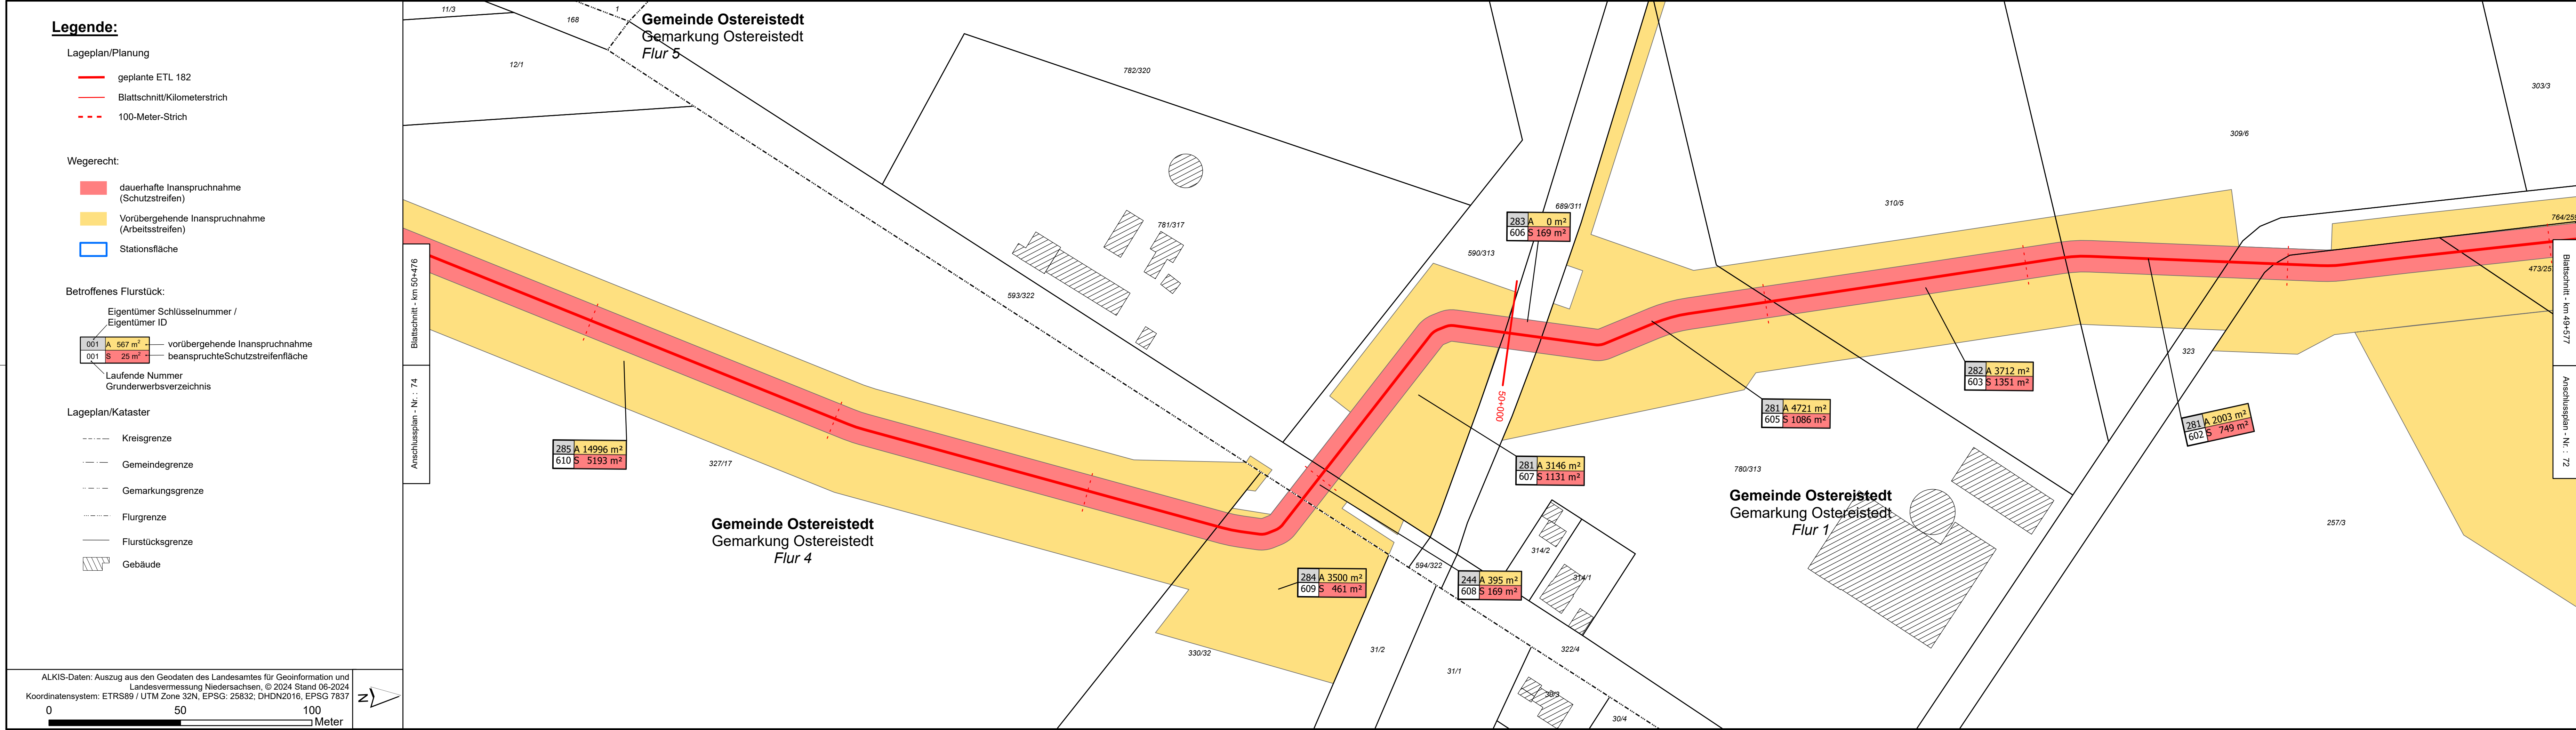 Legende:
Lageplan/Planung
geplante ETL 182
Blattschnitt/Kilometerstrich
100-Meter-Strich
Wegerecht:
dauerhafte Inanspruchnahme
(Schutzstreifen)
Vorübergehende Inanspruchnahme
(Arbeitsstreifen)
Stationsfläche
Betroffenes Flurstück:
Eigentümer Schlüsselnummer /
Eigentümer ID
001 A 567 m² vorübergehende Inanspruchnahme
001 S 25 m² beanspruchteSchutzstreifenfläche
Laufende Nummer
Grunderwerbsverzeichnis
Lageplan/Kataster
Kreisgrenze
Gemeindegrenze
Gemarkungsgrenze
Flurgrenze
Flurstücksgrenze
Gebäude
ALKIS-Daten: Auszug aus den Geodaten des Landesamtes für Geoinformation und
Landesvermessung Niedersachsen, © 2024 Stand 06-2024
Koordinatensystem: ETRS89 / UTM Zone 32N, EPSG: 25832; DHDN2016, EPSG 7837
0 50 100
Meter
N
Blattschnitt - km 50+476
Anschlussplan - Nr. : 74
11/3
168
1
12/1
Gemeinde Ostereistedt
Gemarkung Ostereistedt
Flur 5
782/320
781/317
593/322
590/313
689/311
283 A 0 m²
606 S 169 m²
310/5
309/6
303/3
764/259
473/25
323
50+000
285 A 14996 m²
610 S 5193 m²
327/17
Gemeinde Ostereistedt
Gemarkung Ostereistedt
Flur 4
284 A 3500 m²
609 S 461 m²
330/32
31/2
31/1
594/322
244 A 395 m²
608 S 169 m²
281 A 3146 m²
607 S 1131 m²
281 A 4721 m²
605 S 1086 m²
282 A 3712 m²
603 S 1351 m²
281 A 2003 m²
602 S 749 m²
314/2
314/1
322/4
30/3
30/4
780/313
Gemeinde Ostereistedt
Gemarkung Ostereistedt
Flur 1
257/3
Blattschnitt - km 49+577
Anschlussplan - Nr. : 72